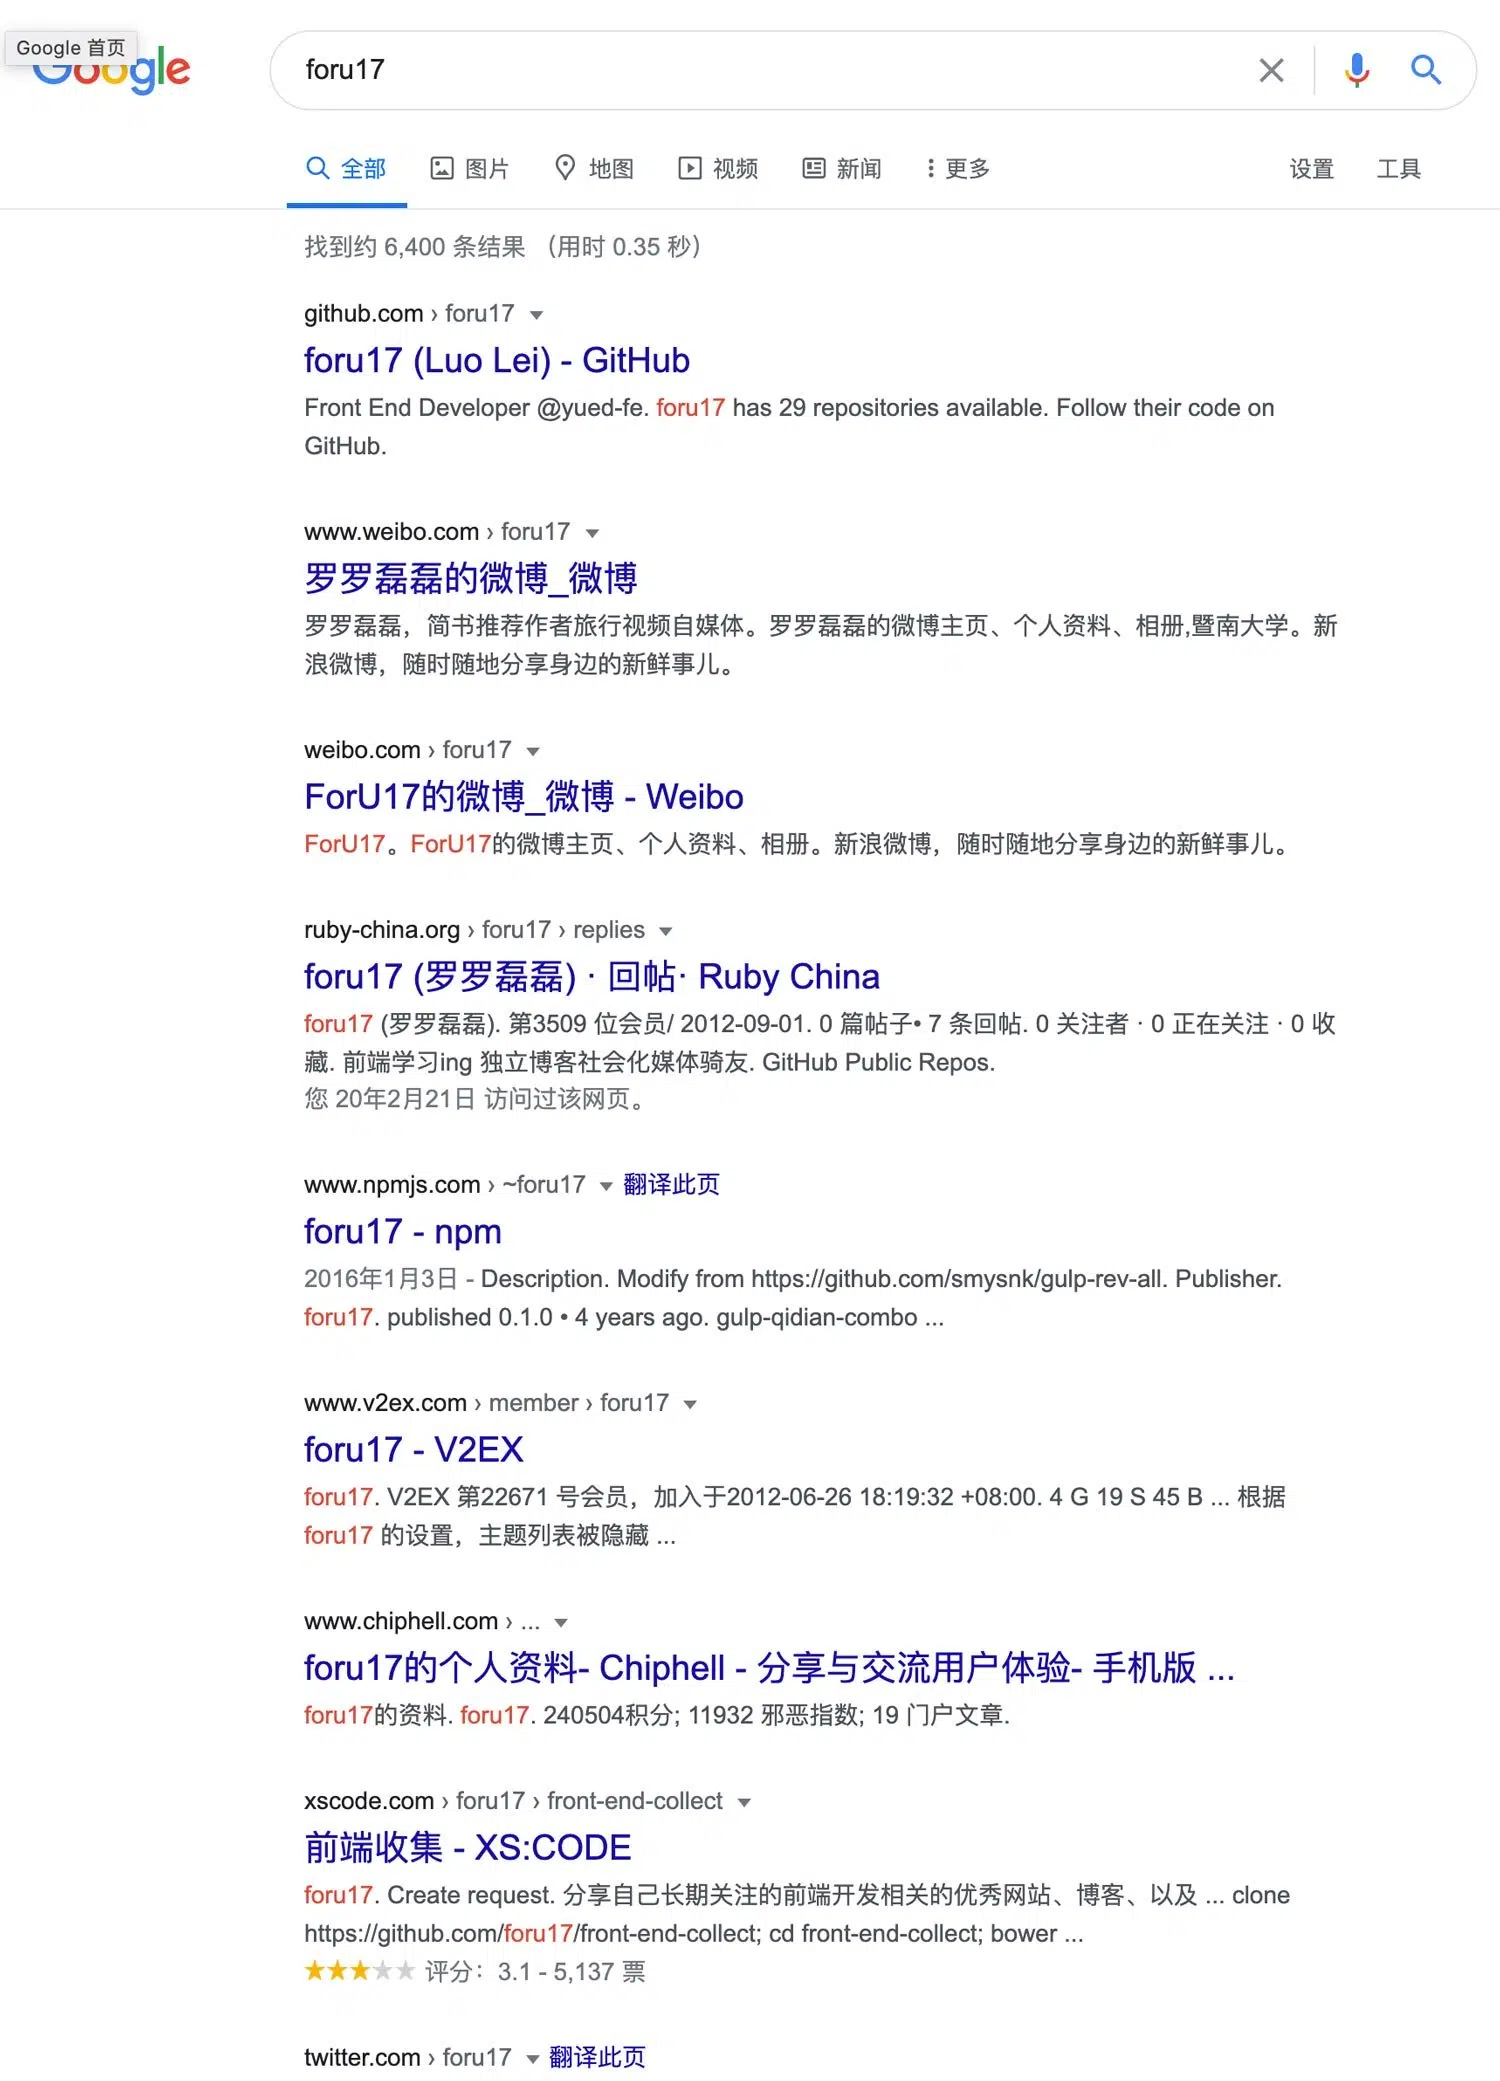 Google 首页
Google
foru17
全部 图片 地图 视频 新闻 更多 设置 工具
找到约 6,400 条结果 （用时 0.35 秒）
github.com › foru17
foru17 (Luo Lei) - GitHub
Front End Developer @yued-fe. foru17 has 29 repositories available. Follow their code on
GitHub.
www.weibo.com › foru17
罗罗磊磊的微博_微博
罗罗磊磊，简书推荐作者旅行视频自媒体。罗罗磊磊的微博主页、个人资料、相册,暨南大学。新
浪微博，随时随地分享身边的新鲜事儿。
weibo.com › foru17
ForU17的微博_微博 - Weibo
ForU17。ForU17的微博主页、个人资料、相册。新浪微博，随时随地分享身边的新鲜事儿。
ruby-china.org › foru17 › replies
foru17 (罗罗磊磊) · 回帖· Ruby China
foru17 (罗罗磊磊). 第3509 位会员/ 2012-09-01. 0 篇帖子• 7 条回帖. 0 关注者 · 0 正在关注 · 0 收
藏. 前端学习ing 独立博客社会化媒体骑友. GitHub Public Repos.
您 20年2月21日 访问过该网页。
www.npmjs.com › ~foru17 翻译此页
foru17 - npm
2016年1月3日 - Description. Modify from https://github.com/smysnk/gulp-rev-all. Publisher.
foru17. published 0.1.0 • 4 years ago. gulp-qidian-combo ...
www.v2ex.com › member › foru17
foru17 - V2EX
foru17. V2EX 第22671 号会员，加入于2012-06-26 18:19:32 +08:00. 4 G 19 S 45 B ... 根据
foru17 的设置，主题列表被隐藏 ...
www.chiphell.com › ...
foru17的个人资料- Chiphell - 分享与交流用户体验- 手机版 ...
foru17的资料. foru17. 240504积分; 11932 邪恶指数; 19 门户文章.
xscode.com › foru17 › front-end-collect
前端收集 - XS:CODE
foru17. Create request. 分享自己长期关注的前端开发相关的优秀网站、博客、以及 ... clone
https://github.com/foru17/front-end-collect; cd front-end-collect; bower ...
评分：3.1 - 5,137 票
twitter.com › foru17 翻译此页